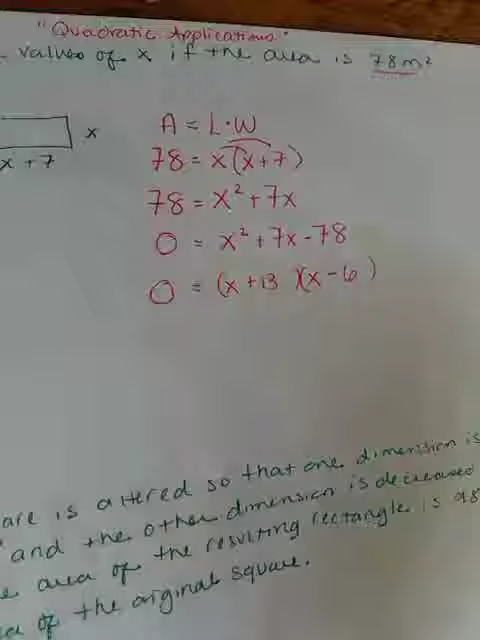 "Quadratic Applications"
values of x if the area is 78m²
x
x + 7
A = L·W
78 = x(x+7)
78 = x² + 7x
0 = x² + 7x - 78
0 = (x + 13 )(x - 6 )
are is altered so that one dimension is
and the other dimension is decreased
area of the resulting rectangle is 98
of the original square.